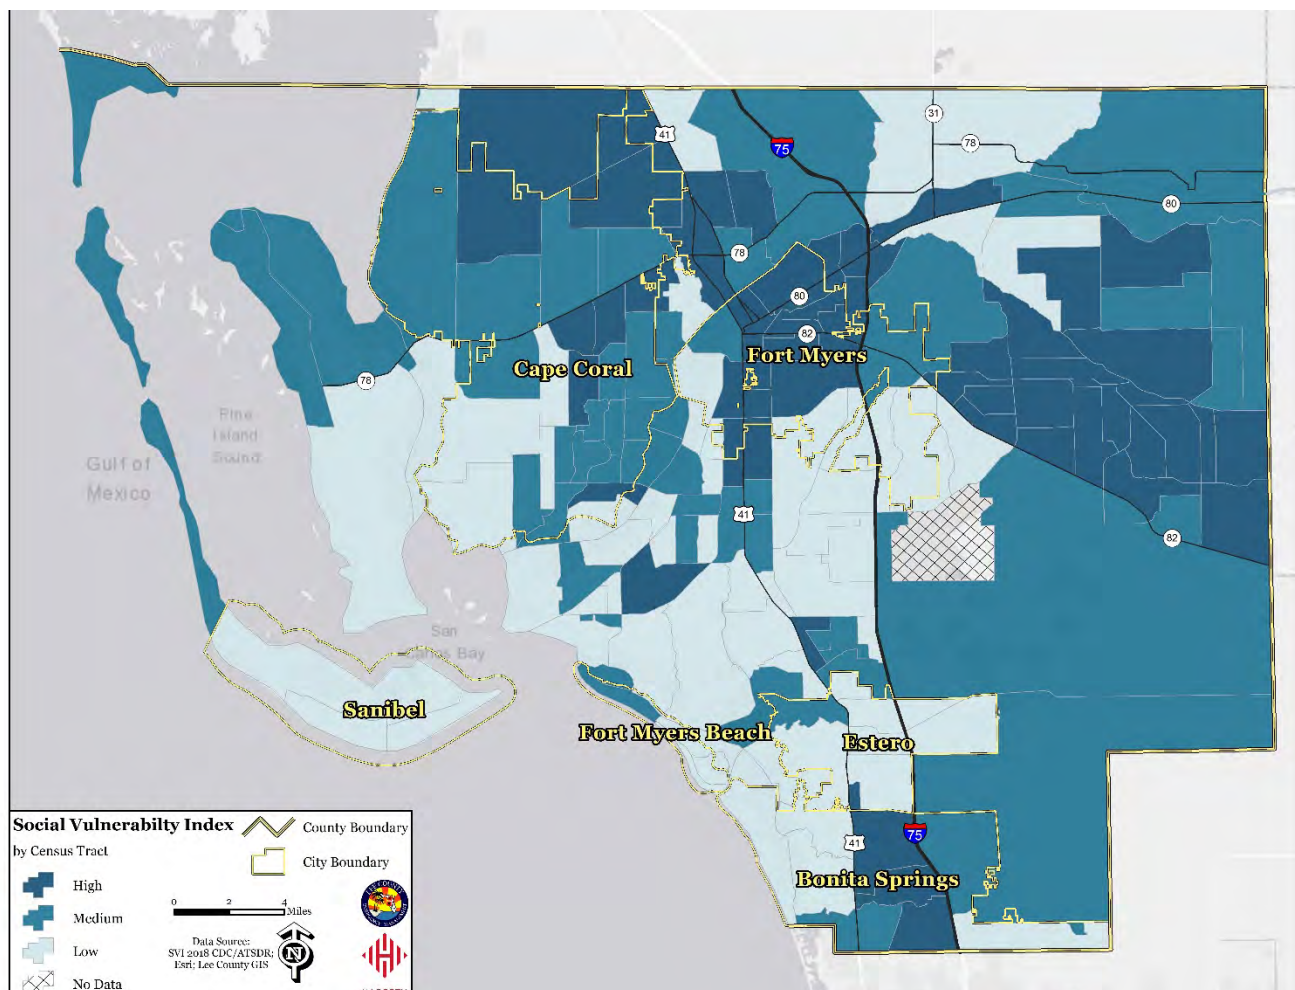 31
41
75
78
80
78
80
82
Cape Coral
Fort Myers
78
Pine
Island
Sound
Gulf of
Mexico
41
82
San
Carlos Bay
Sanibel
Fort Myers Beach
Estero
75
41
Bonita Springs
Social Vulnerabilty Index
by Census Tract
High
Medium
Low
No Data
County Boundary
City Boundary
0 2 4
Miles
Data Source:
SVI 2018 CDC/ATSDR;
Esri; Lee County GIS
N
LEE COUNTY